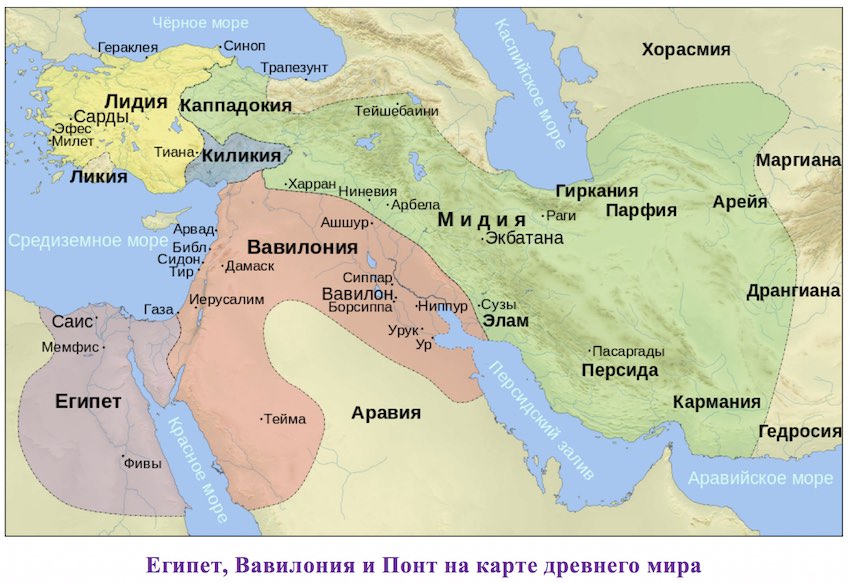 Чёрное море
Гераклея
Синоп
Трапезунт
Каспийское море
Хорасмия
Лидия
Сарды
Эфес
Милет
Каппадокия
Тейшебаини
Тиана
Киликия
Ликия
Харран
Ниневия
Арбела
Мидия
Экбатана
Раги
Гиркания
Парфия
Маргиана
Арейя
Средиземное море
Арвад
Библ
Сидон
Тир
Дамаск
Вавилония
Ашшур
Сиппар
Вавилон
Борсиппа
Ниппур
Сузы
Элам
Дрангиана
Газа
Иерусалим
Урук
Ур
Саис
Мемфис
Египет
Фивы
Красное море
Тейма
Аравия
Персидский залив
Пасаргады
Персида
Кармания
Гедросия
Аравийское море
Египет, Вавилония и Понт на карте древнего мира